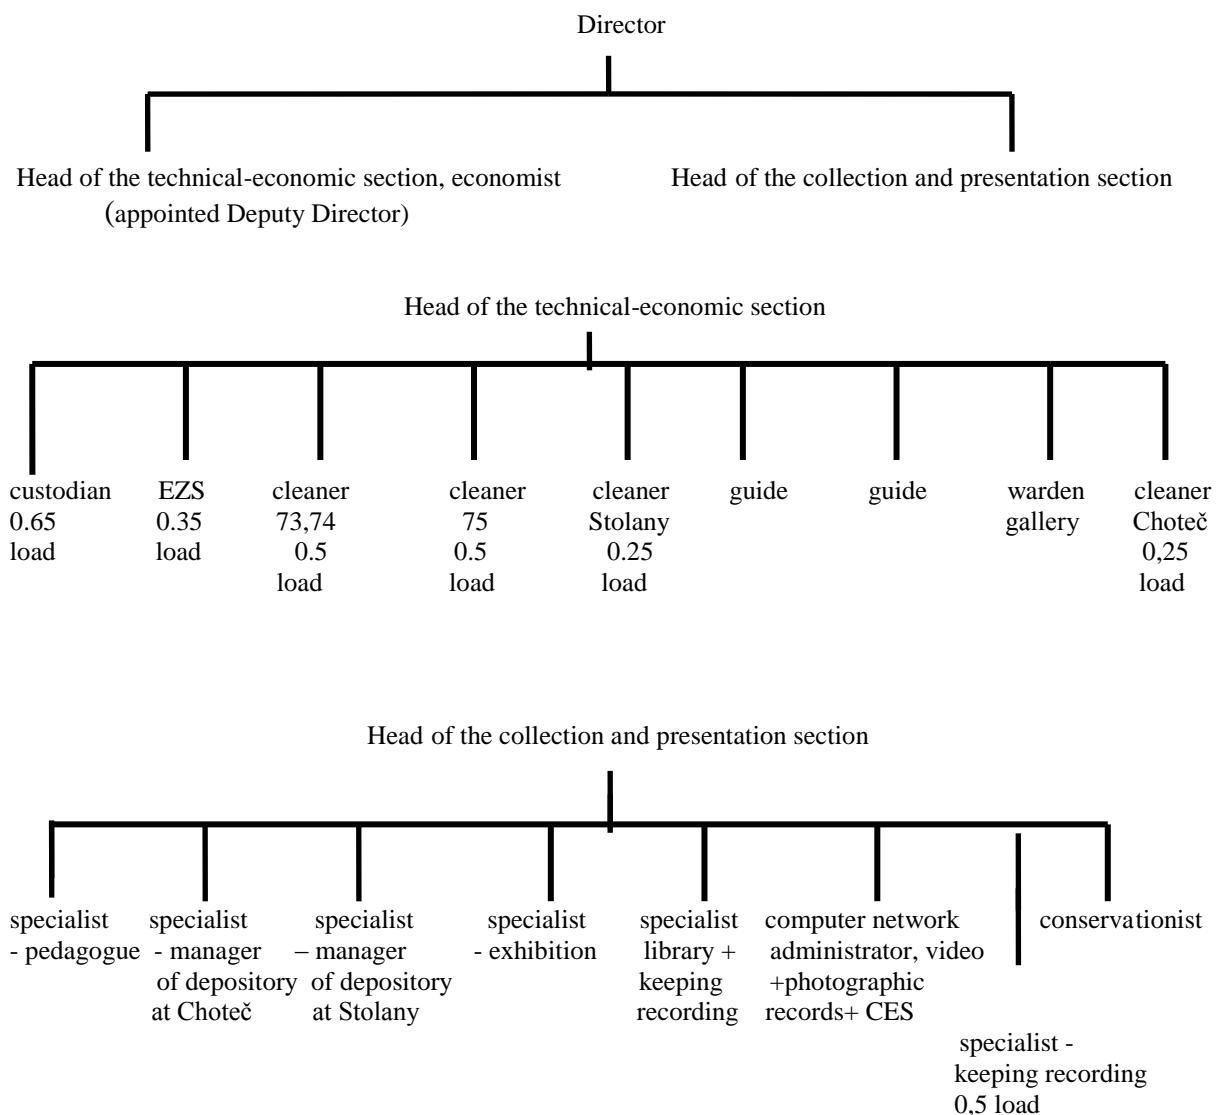 Director
Head of the technical-economic section, economist
(appointed Deputy Director)
Head of the collection and presentation section
Head of the technical-economic section
custodian
0.65
load
EZS
0.35
load
cleaner
73,74
0.5
load
cleaner
75
0.5
load
cleaner
Stolany
0.25
load
guide
guide
warden
gallery
cleaner
Choteč
0,25
load
Head of the collection and presentation section
specialist
- pedagogue
specialist
- manager
of depository
at Choteč
specialist
– manager
of depository
at Stolany
specialist
- exhibition
specialist
library +
keeping
recording
computer network
administrator, video
+photographic
records+ CES
specialist -
keeping recording
0,5 load
conservationist